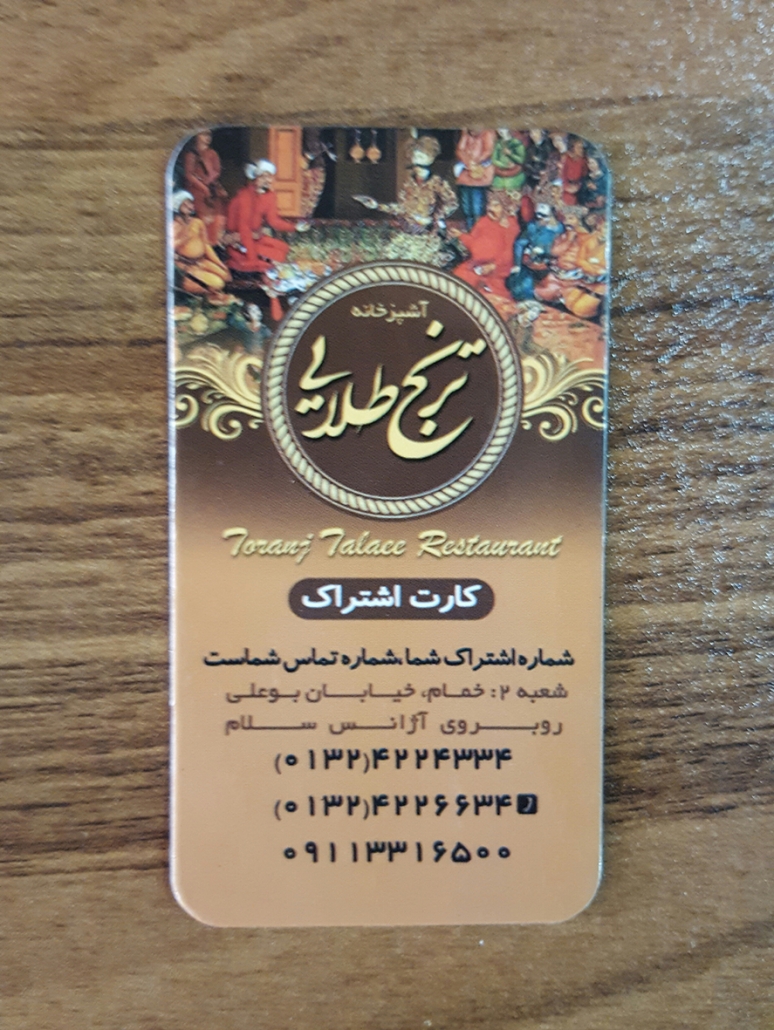 آشپزخانه
ترنج طلایی
Toranj Talaee Restaurant
کارت اشتراک
شماره اشتراک شما،شماره تماس شماست
شعبه ۲: خمام، خیابان بوعلی
روبروی آژانس سلام
(۰۱۳۲)۴۲۲۴۳۳۴
(۰۱۳۲)۴۲۲۶۶۳۴
۰۹۱۱۳۳۱۶۵۰۰